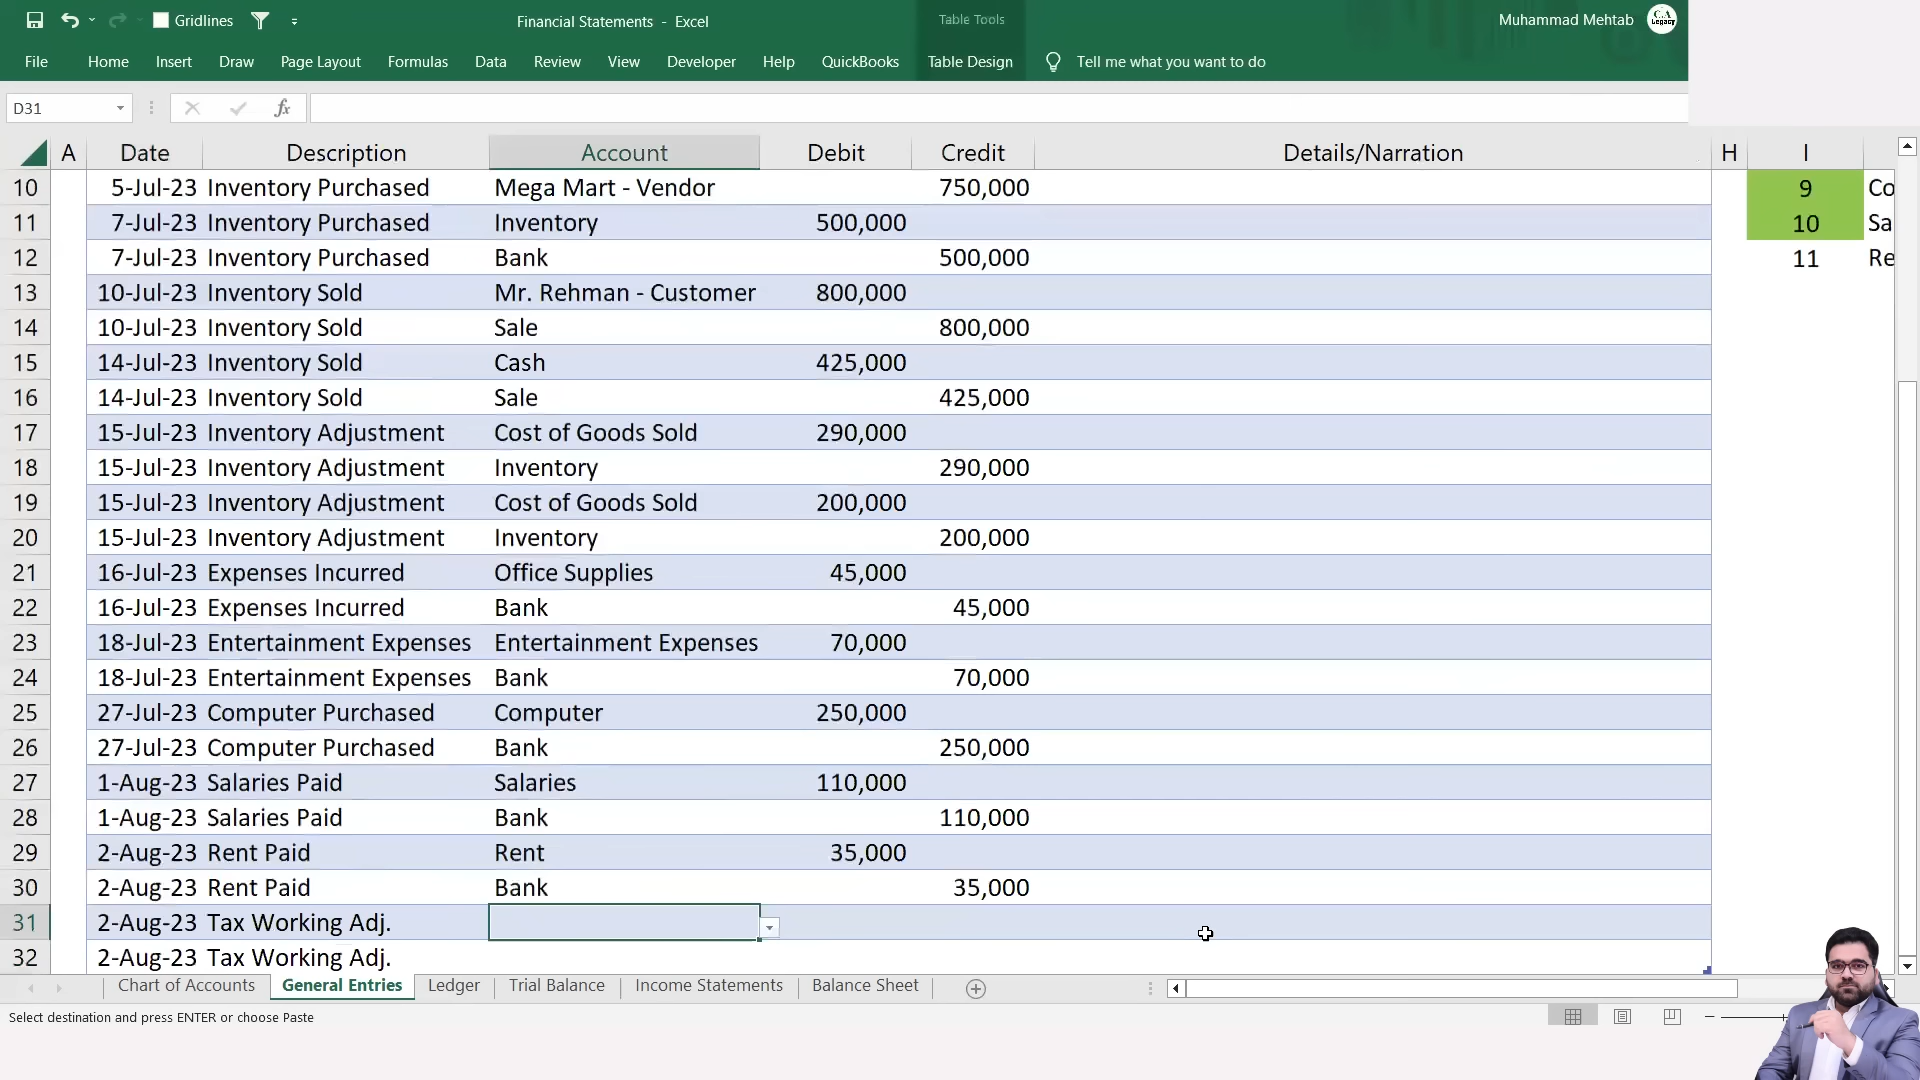 Gridlines
Financial Statements - Excel
Table Tools
Muhammad Mehtab
CA Legacy
File Home Insert Draw Page Layout Formulas Data Review View Developer Help QuickBooks Table Design Tell me what you want to do
D31 fx
A Date Description Account Debit Credit Details/Narration H I
10 5-Jul-23 Inventory Purchased Mega Mart - Vendor 750,000 9 Co
11 7-Jul-23 Inventory Purchased Inventory 500,000 10 Sa
12 7-Jul-23 Inventory Purchased Bank 500,000 11 Re
13 10-Jul-23 Inventory Sold Mr. Rehman - Customer 800,000
14 10-Jul-23 Inventory Sold Sale 800,000
15 14-Jul-23 Inventory Sold Cash 425,000
16 14-Jul-23 Inventory Sold Sale 425,000
17 15-Jul-23 Inventory Adjustment Cost of Goods Sold 290,000
18 15-Jul-23 Inventory Adjustment Inventory 290,000
19 15-Jul-23 Inventory Adjustment Cost of Goods Sold 200,000
20 15-Jul-23 Inventory Adjustment Inventory 200,000
21 16-Jul-23 Expenses Incurred Office Supplies 45,000
22 16-Jul-23 Expenses Incurred Bank 45,000
23 18-Jul-23 Entertainment Expenses Entertainment Expenses 70,000
24 18-Jul-23 Entertainment Expenses Bank 70,000
25 27-Jul-23 Computer Purchased Computer 250,000
26 27-Jul-23 Computer Purchased Bank 250,000
27 1-Aug-23 Salaries Paid Salaries 110,000
28 1-Aug-23 Salaries Paid Bank 110,000
29 2-Aug-23 Rent Paid Rent 35,000
30 2-Aug-23 Rent Paid Bank 35,000
31 2-Aug-23 Tax Working Adj.
32 2-Aug-23 Tax Working Adj.
Chart of Accounts General Entries Ledger Trial Balance Income Statements Balance Sheet
Select destination and press ENTER or choose Paste